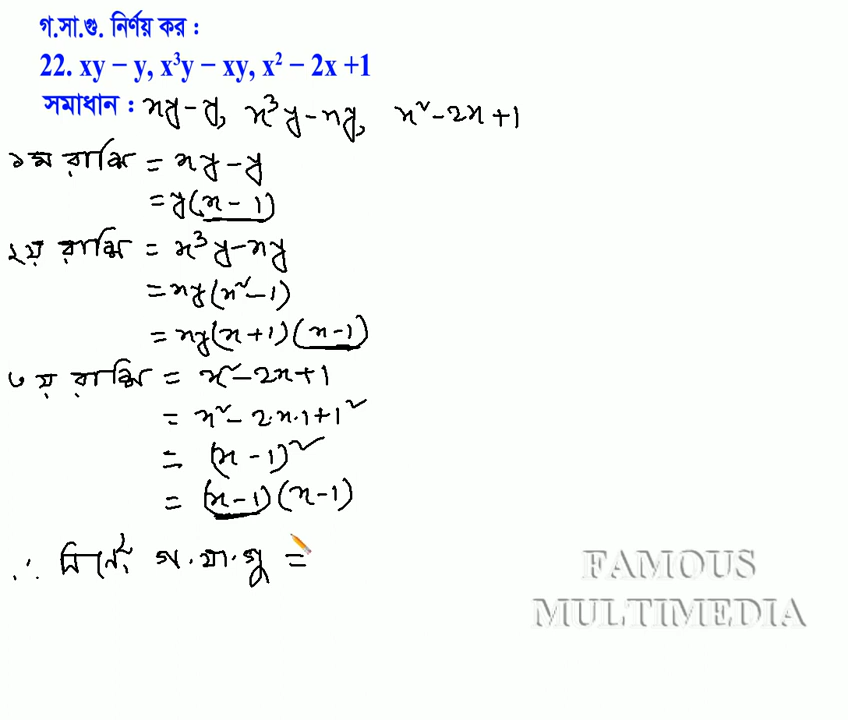 গ.সা.গু. নির্ণয় কর :
22. xy − y, x³y − xy, x² − 2x +1
সমাধান : xy − y, x³y − xy, x² − 2x + 1
১ম রাশি = xy − y
= y(x − 1)
২য় রাশি = x³y − xy
= xy(x² − 1)
= xy(x + 1)(x − 1)
৩য় রাশি = x² − 2x + 1
= x² − 2·x·1 + 1²
= (x − 1)²
= (x − 1)(x − 1)
∴ নির্ণেয় গ.সা.গু =
FAMOUS
MULTIMEDIA